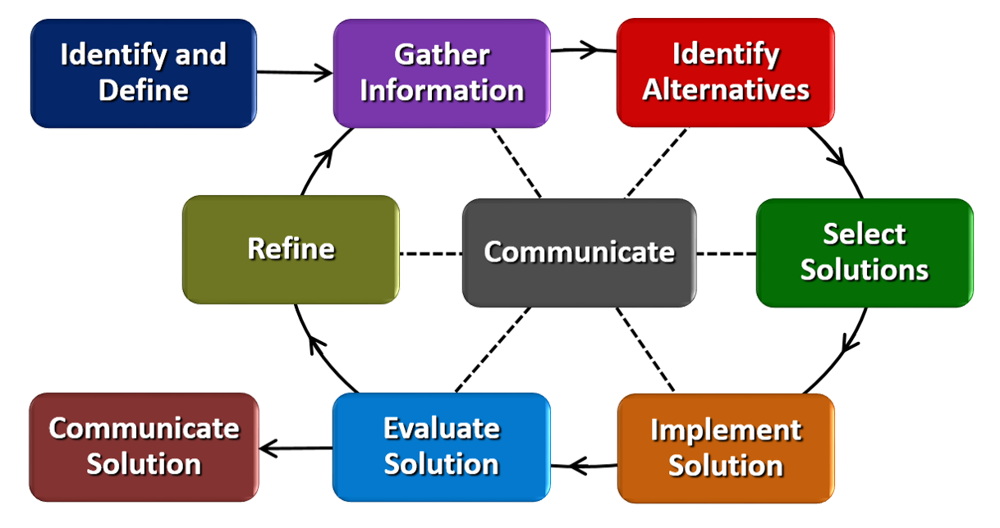 Identify and
Define
Gather
Information
Identify
Alternatives
Refine
Communicate
Select
Solutions
Communicate
Solution
Evaluate
Solution
Implement
Solution